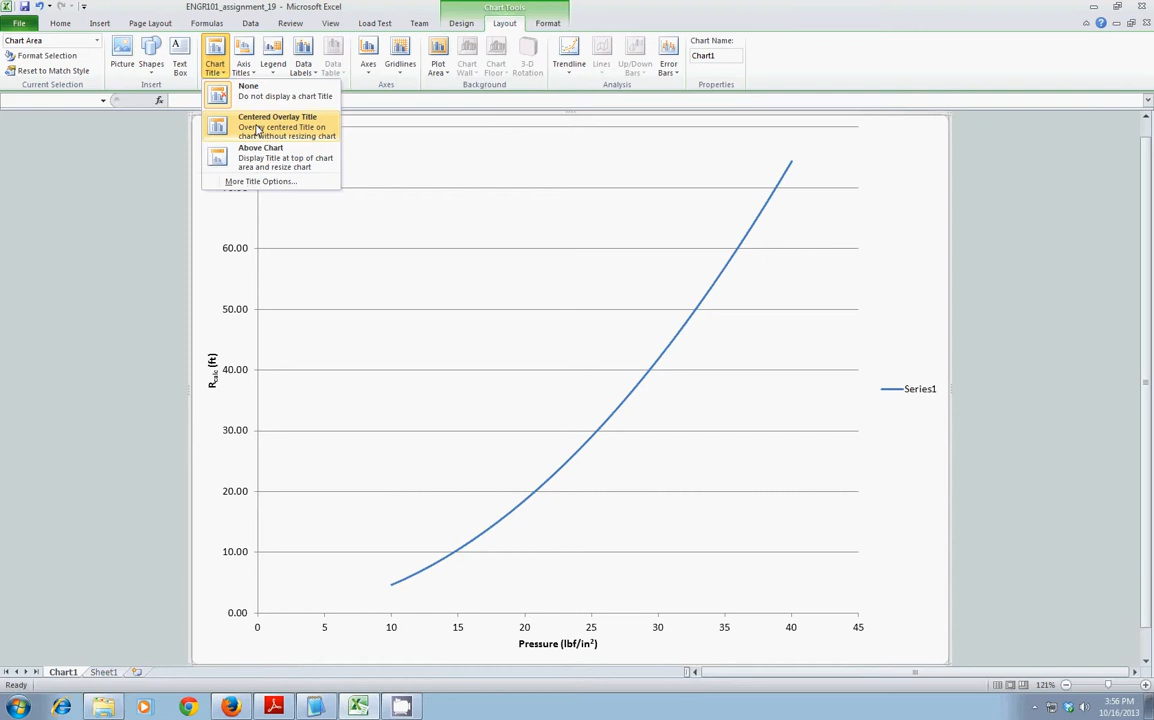 ENGR101_assignment_19 - Microsoft Excel
Chart Tools
File Home Insert Page Layout Formulas Data Review View Load Test Team Design Layout Format
Chart Area
Format Selection
Reset to Match Style
Current Selection
Picture
Shapes
Text
Box
Insert
Chart
Title
Axis
Titles
Legend
Data
Labels
Data
Table
Axes
Gridlines
Axes
Plot
Area
Chart
Wall
Chart
Floor
3-D
Rotation
Background
Trendline
Lines
Up/Down
Bars
Error
Bars
Analysis
Chart Name:
Chart1
Properties
None
Do not display a chart Title
Centered Overlay Title
Overlay centered Title on
chart without resizing chart
Above Chart
Display Title at top of chart
area and resize chart
More Title Options...
fx
60.00
50.00
40.00
30.00
20.00
10.00
0.00
Rcalc (ft)
0 5 10 15 20 25 30 35 40 45
Pressure (lbf/in²)
Series1
Chart1 Sheet1
Ready
121%
3:56 PM
10/16/2013